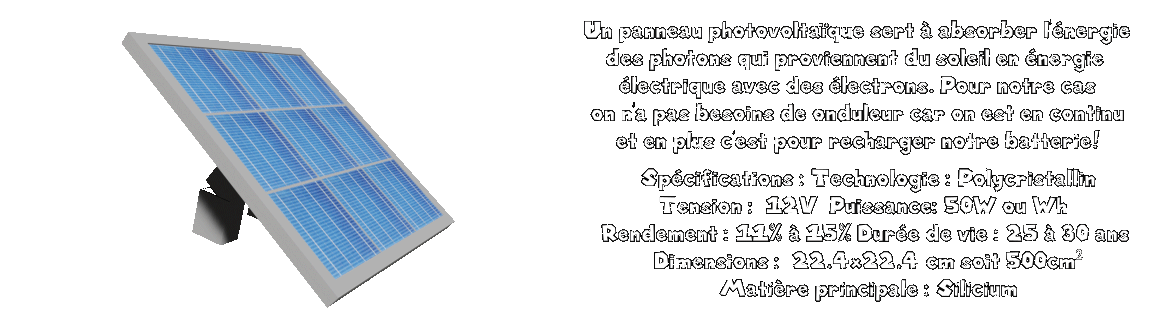 Un panneau photovoltaïque sert à absorber l'énergie
des photons qui proviennent du soleil en énergie
électrique avec des électrons. Pour notre cas
on n'a pas besoins de onduleur car on est en continu
et en plus c'est pour recharger notre batterie!
Spécifications : Technologie : Polycristallin
Tension : 12V Puissance: 50W ou Wh
Rendement : 11% à 15% Durée de vie : 25 à 30 ans
Dimensions : 22.4x22.4 cm soit 500cm²
Matière principale : Silicium